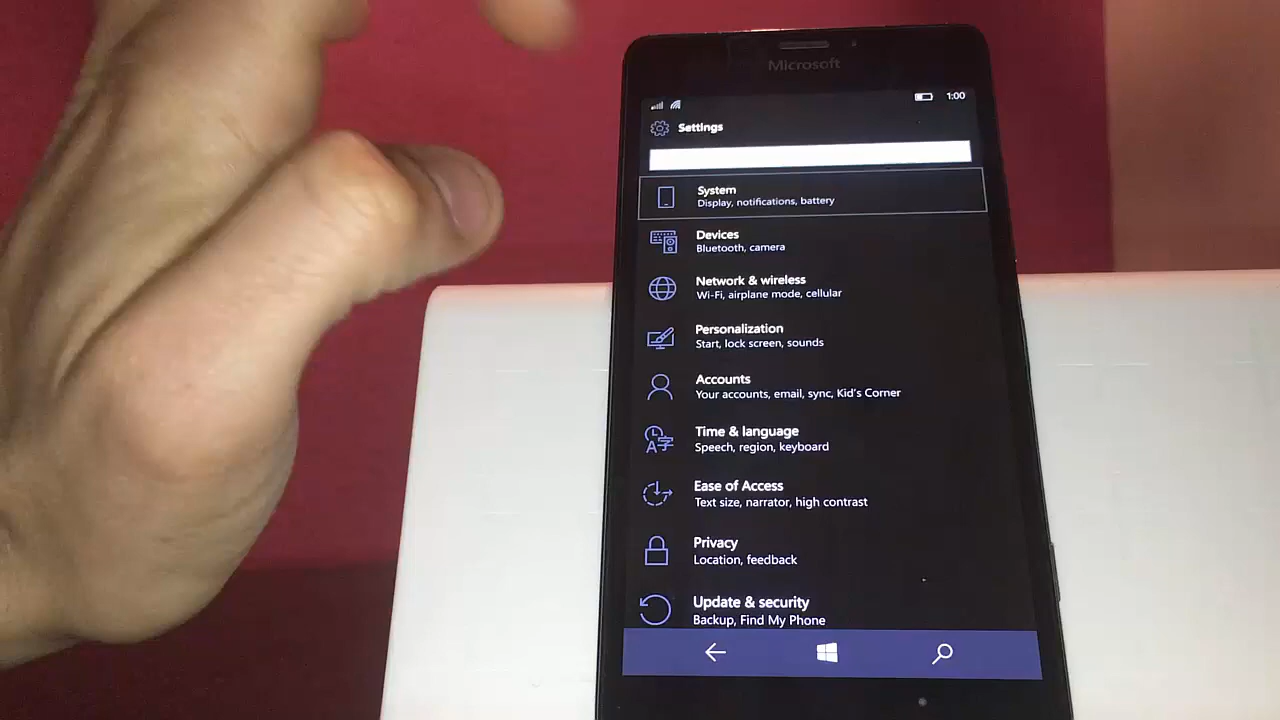 Microsoft
1:00
Settings
System
Display, notifications, battery
Devices
Bluetooth, camera
Network & wireless
Wi-Fi, airplane mode, cellular
Personalization
Start, lock screen, sounds
Accounts
Your accounts, email, sync, Kid's Corner
Time & language
Speech, region, keyboard
Ease of Access
Text size, narrator, high contrast
Privacy
Location, feedback
Update & security
Backup, Find My Phone